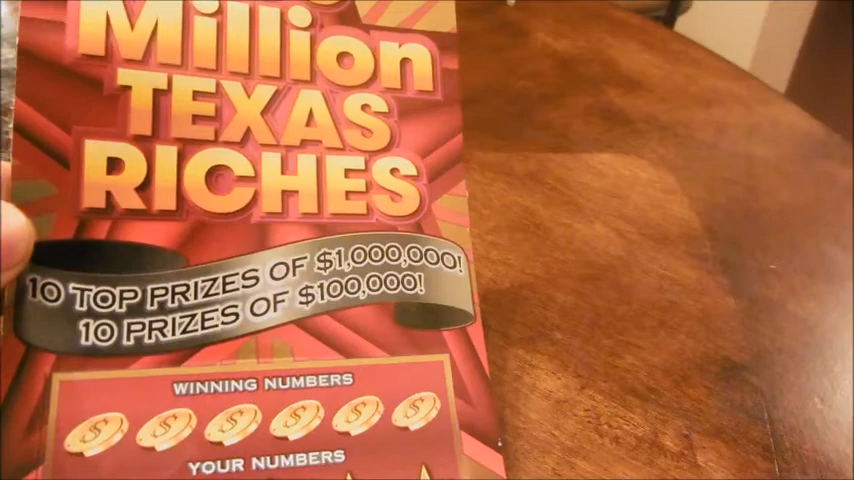 Million
TEXAS
RICHES
10 TOP PRIZES OF $1,000,000!
10 PRIZES OF $100,000!
WINNING NUMBERS
$ $ $ $ $ $
YOUR NUMBERS